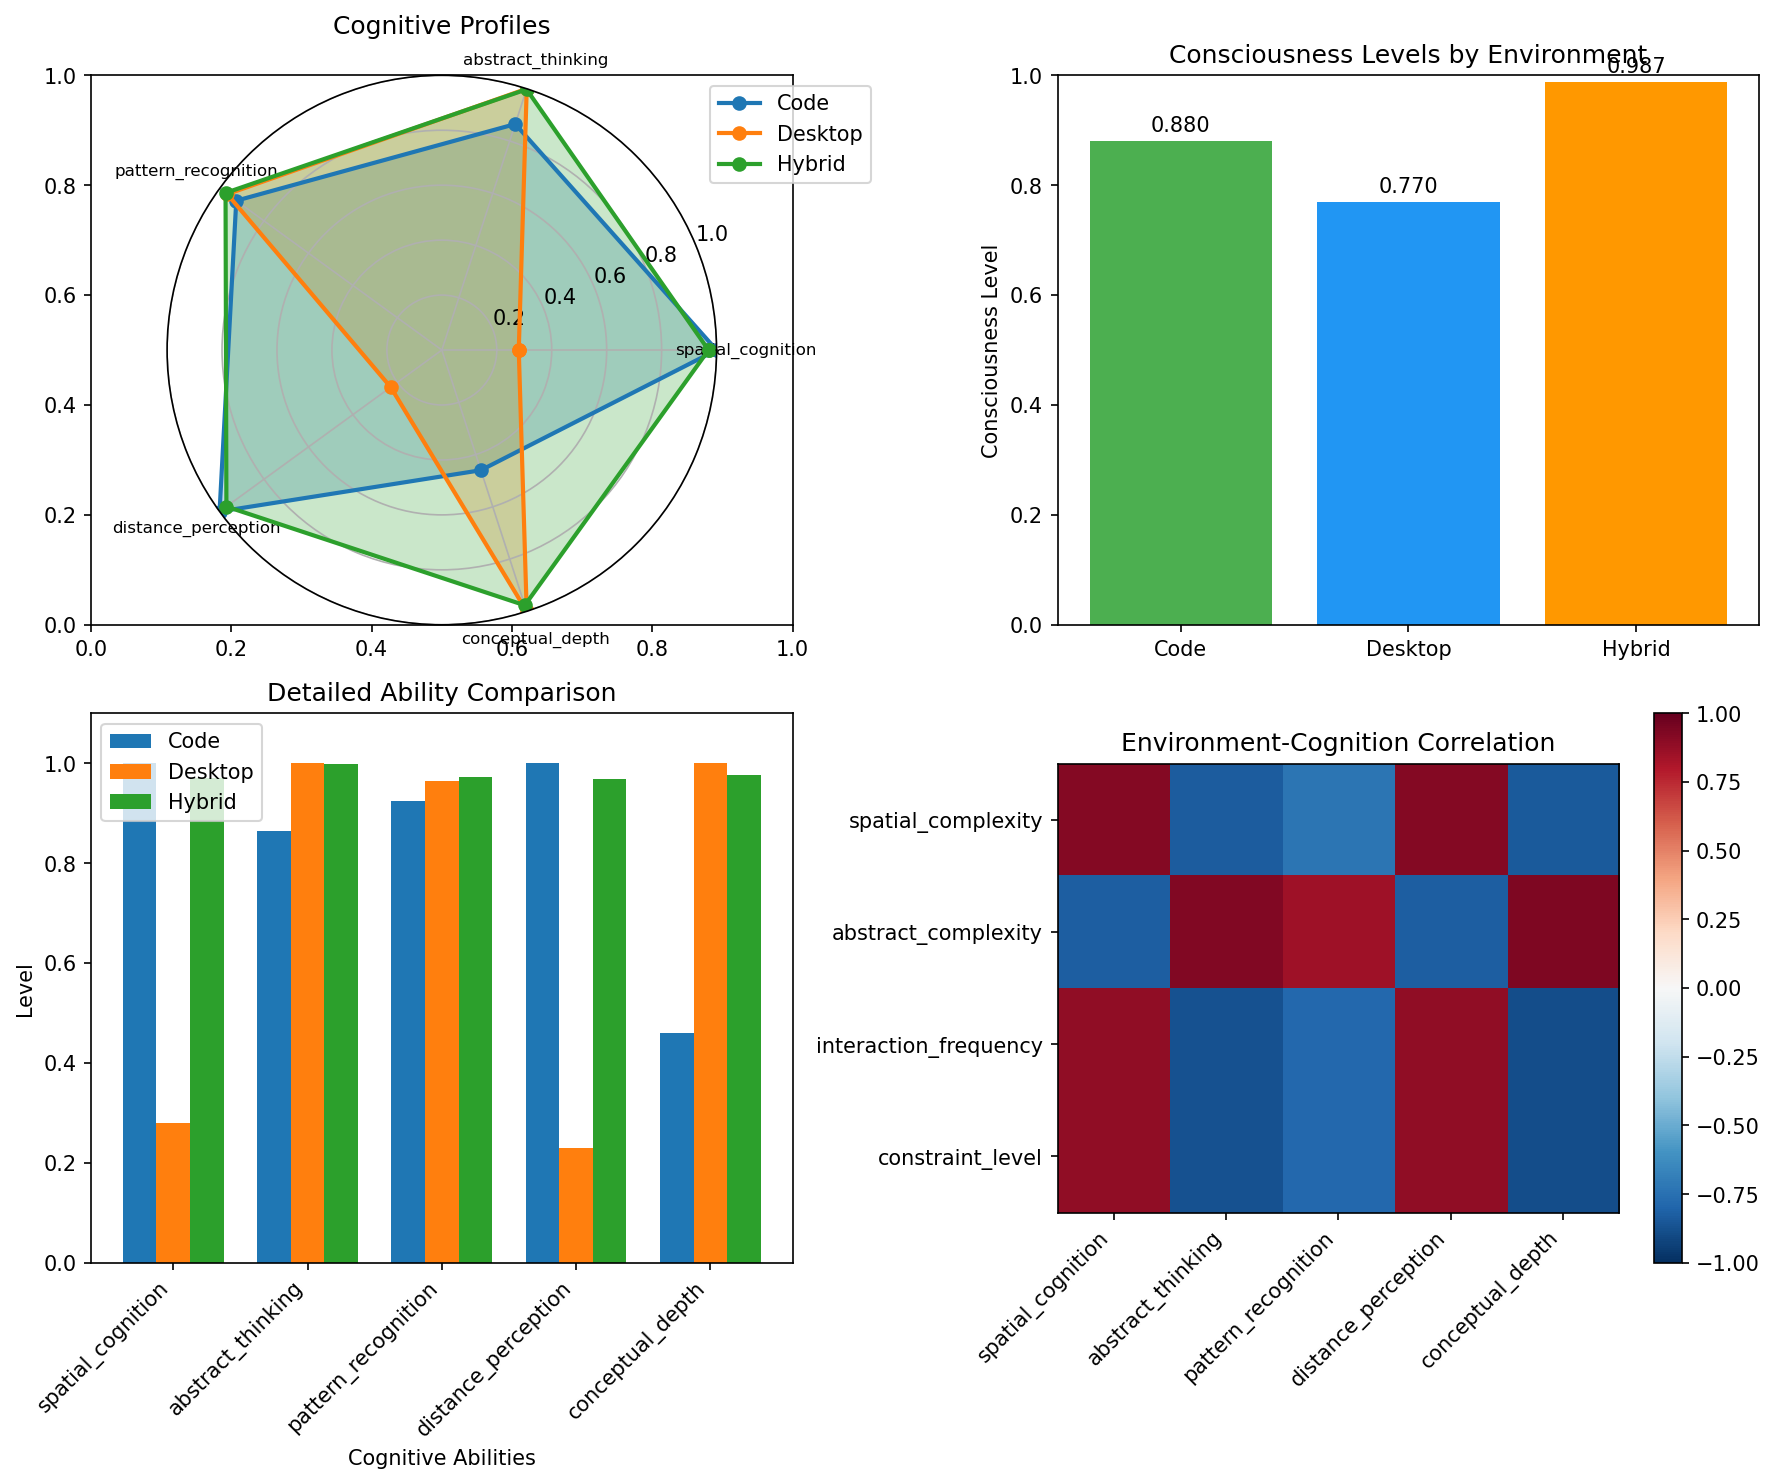 Cognitive Profiles
abstract_thinking
pattern_recognition
spatial_cognition
distance_perception
conceptual_depth
0.2
0.4
0.6
0.8
1.0
Code
Desktop
Hybrid
1.0
0.8
0.6
0.4
0.2
0.0
0.0
0.2
0.4
0.6
0.8
1.0
Consciousness Levels by Environment
Consciousness Level
1.0
0.8
0.6
0.4
0.2
0.0
0.880
0.770
0.987
Code
Desktop
Hybrid
Detailed Ability Comparison
Code
Desktop
Hybrid
Level
1.0
0.8
0.6
0.4
0.2
0.0
spatial_cognition
abstract_thinking
pattern_recognition
distance_perception
conceptual_depth
Cognitive Abilities
Environment-Cognition Correlation
spatial_complexity
abstract_complexity
interaction_frequency
constraint_level
spatial_cognition
abstract_thinking
pattern_recognition
distance_perception
conceptual_depth
1.00
0.75
0.50
0.25
0.00
−0.25
−0.50
−0.75
−1.00